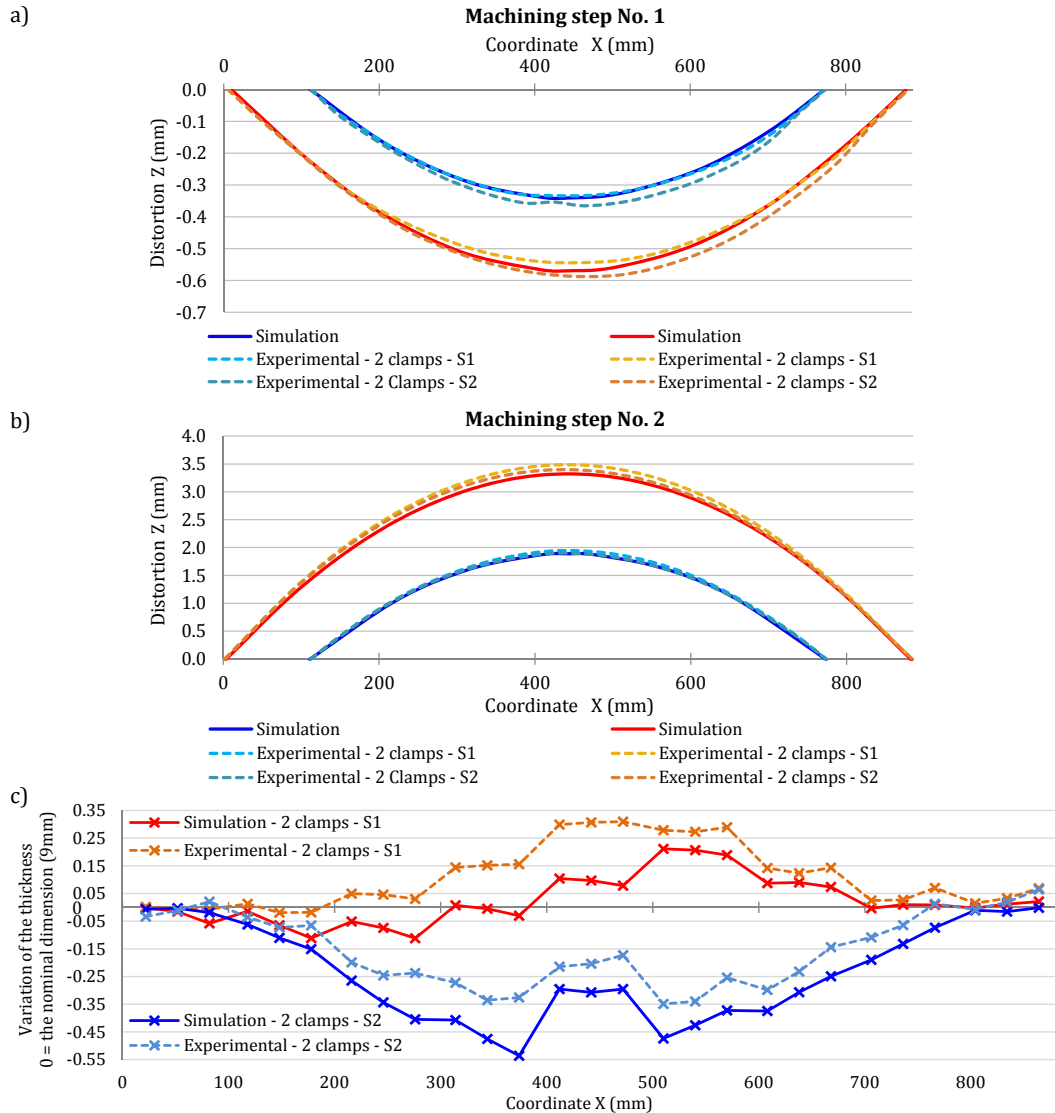 a)
Machining step No. 1
Coordinate X (mm)
0 200 400 600 800
0.0
-0.1
-0.2
-0.3
-0.4
-0.5
-0.6
-0.7
Distortion Z (mm)
Simulation Simulation
Experimental - 2 clamps - S1 Experimental - 2 clamps - S1
Experimental - 2 Clamps - S2 Exeprimental - 2 clamps - S2
b)
Machining step No. 2
4.0
3.5
3.0
2.5
2.0
1.5
1.0
0.5
0.0
Distortion Z (mm)
0 200 400 600 800
Coordinate X (mm)
Simulation Simulation
Experimental - 2 clamps - S1 Experimental - 2 clamps - S1
Experimental - 2 Clamps - S2 Exeprimental - 2 clamps - S2
c)
Variation of the thickness
0 = the nominal dimension (9mm)
0.35
0.25
0.15
0.05
0
-0.05
-0.15
-0.25
-0.35
-0.45
-0.55
Simulation - 2 clamps - S1
Experimental - 2 clamps - S1
Simulation - 2 clamps - S2
Experimental - 2 clamps - S2
0 100 200 300 400 500 600 700 800
Coordinate X (mm)